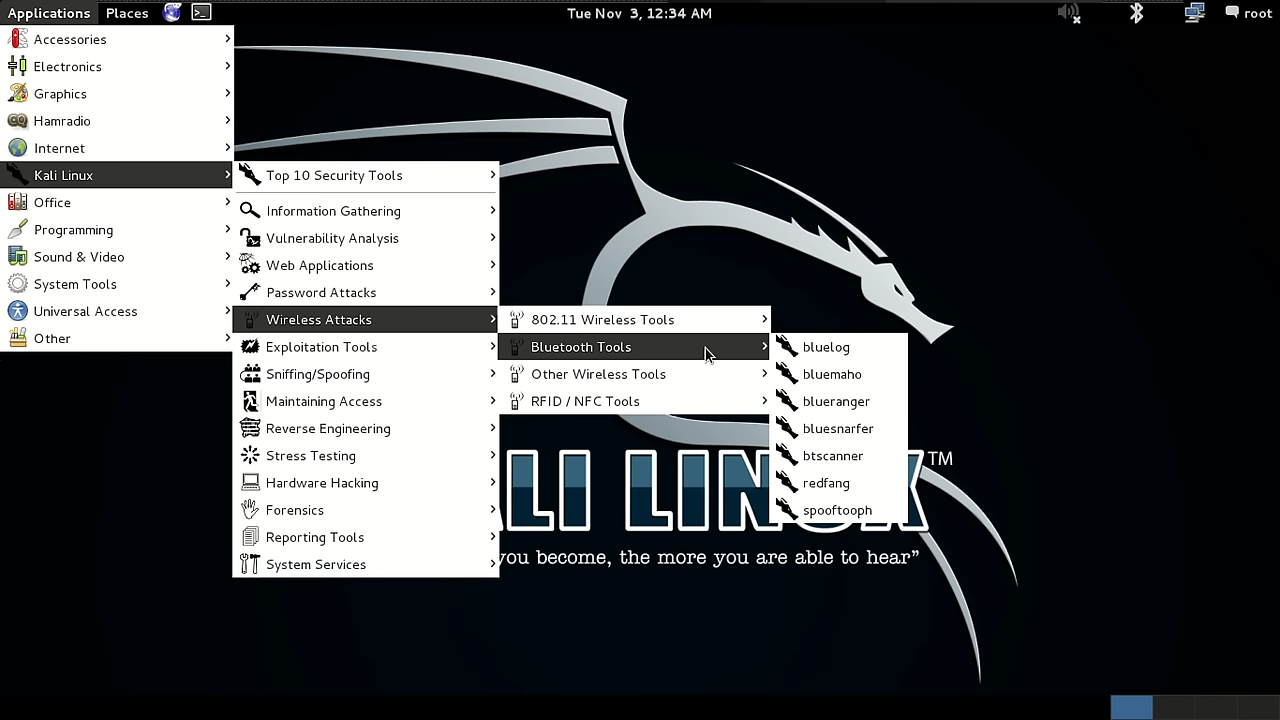 Applications Places Tue Nov 3, 12:34 AM root
Accessories
Electronics
Graphics
Hamradio
Internet
Kali Linux
Office
Programming
Sound & Video
System Tools
Universal Access
Other
Top 10 Security Tools
Information Gathering
Vulnerability Analysis
Web Applications
Password Attacks
Wireless Attacks
Exploitation Tools
Sniffing/Spoofing
Maintaining Access
Reverse Engineering
Stress Testing
Hardware Hacking
Forensics
Reporting Tools
System Services
802.11 Wireless Tools
Bluetooth Tools
Other Wireless Tools
RFID / NFC Tools
bluelog
bluemaho
blueranger
bluesnarfer
btscanner
redfang
spooftooph
ALI LINUX™
you become, the more you are able to hear”